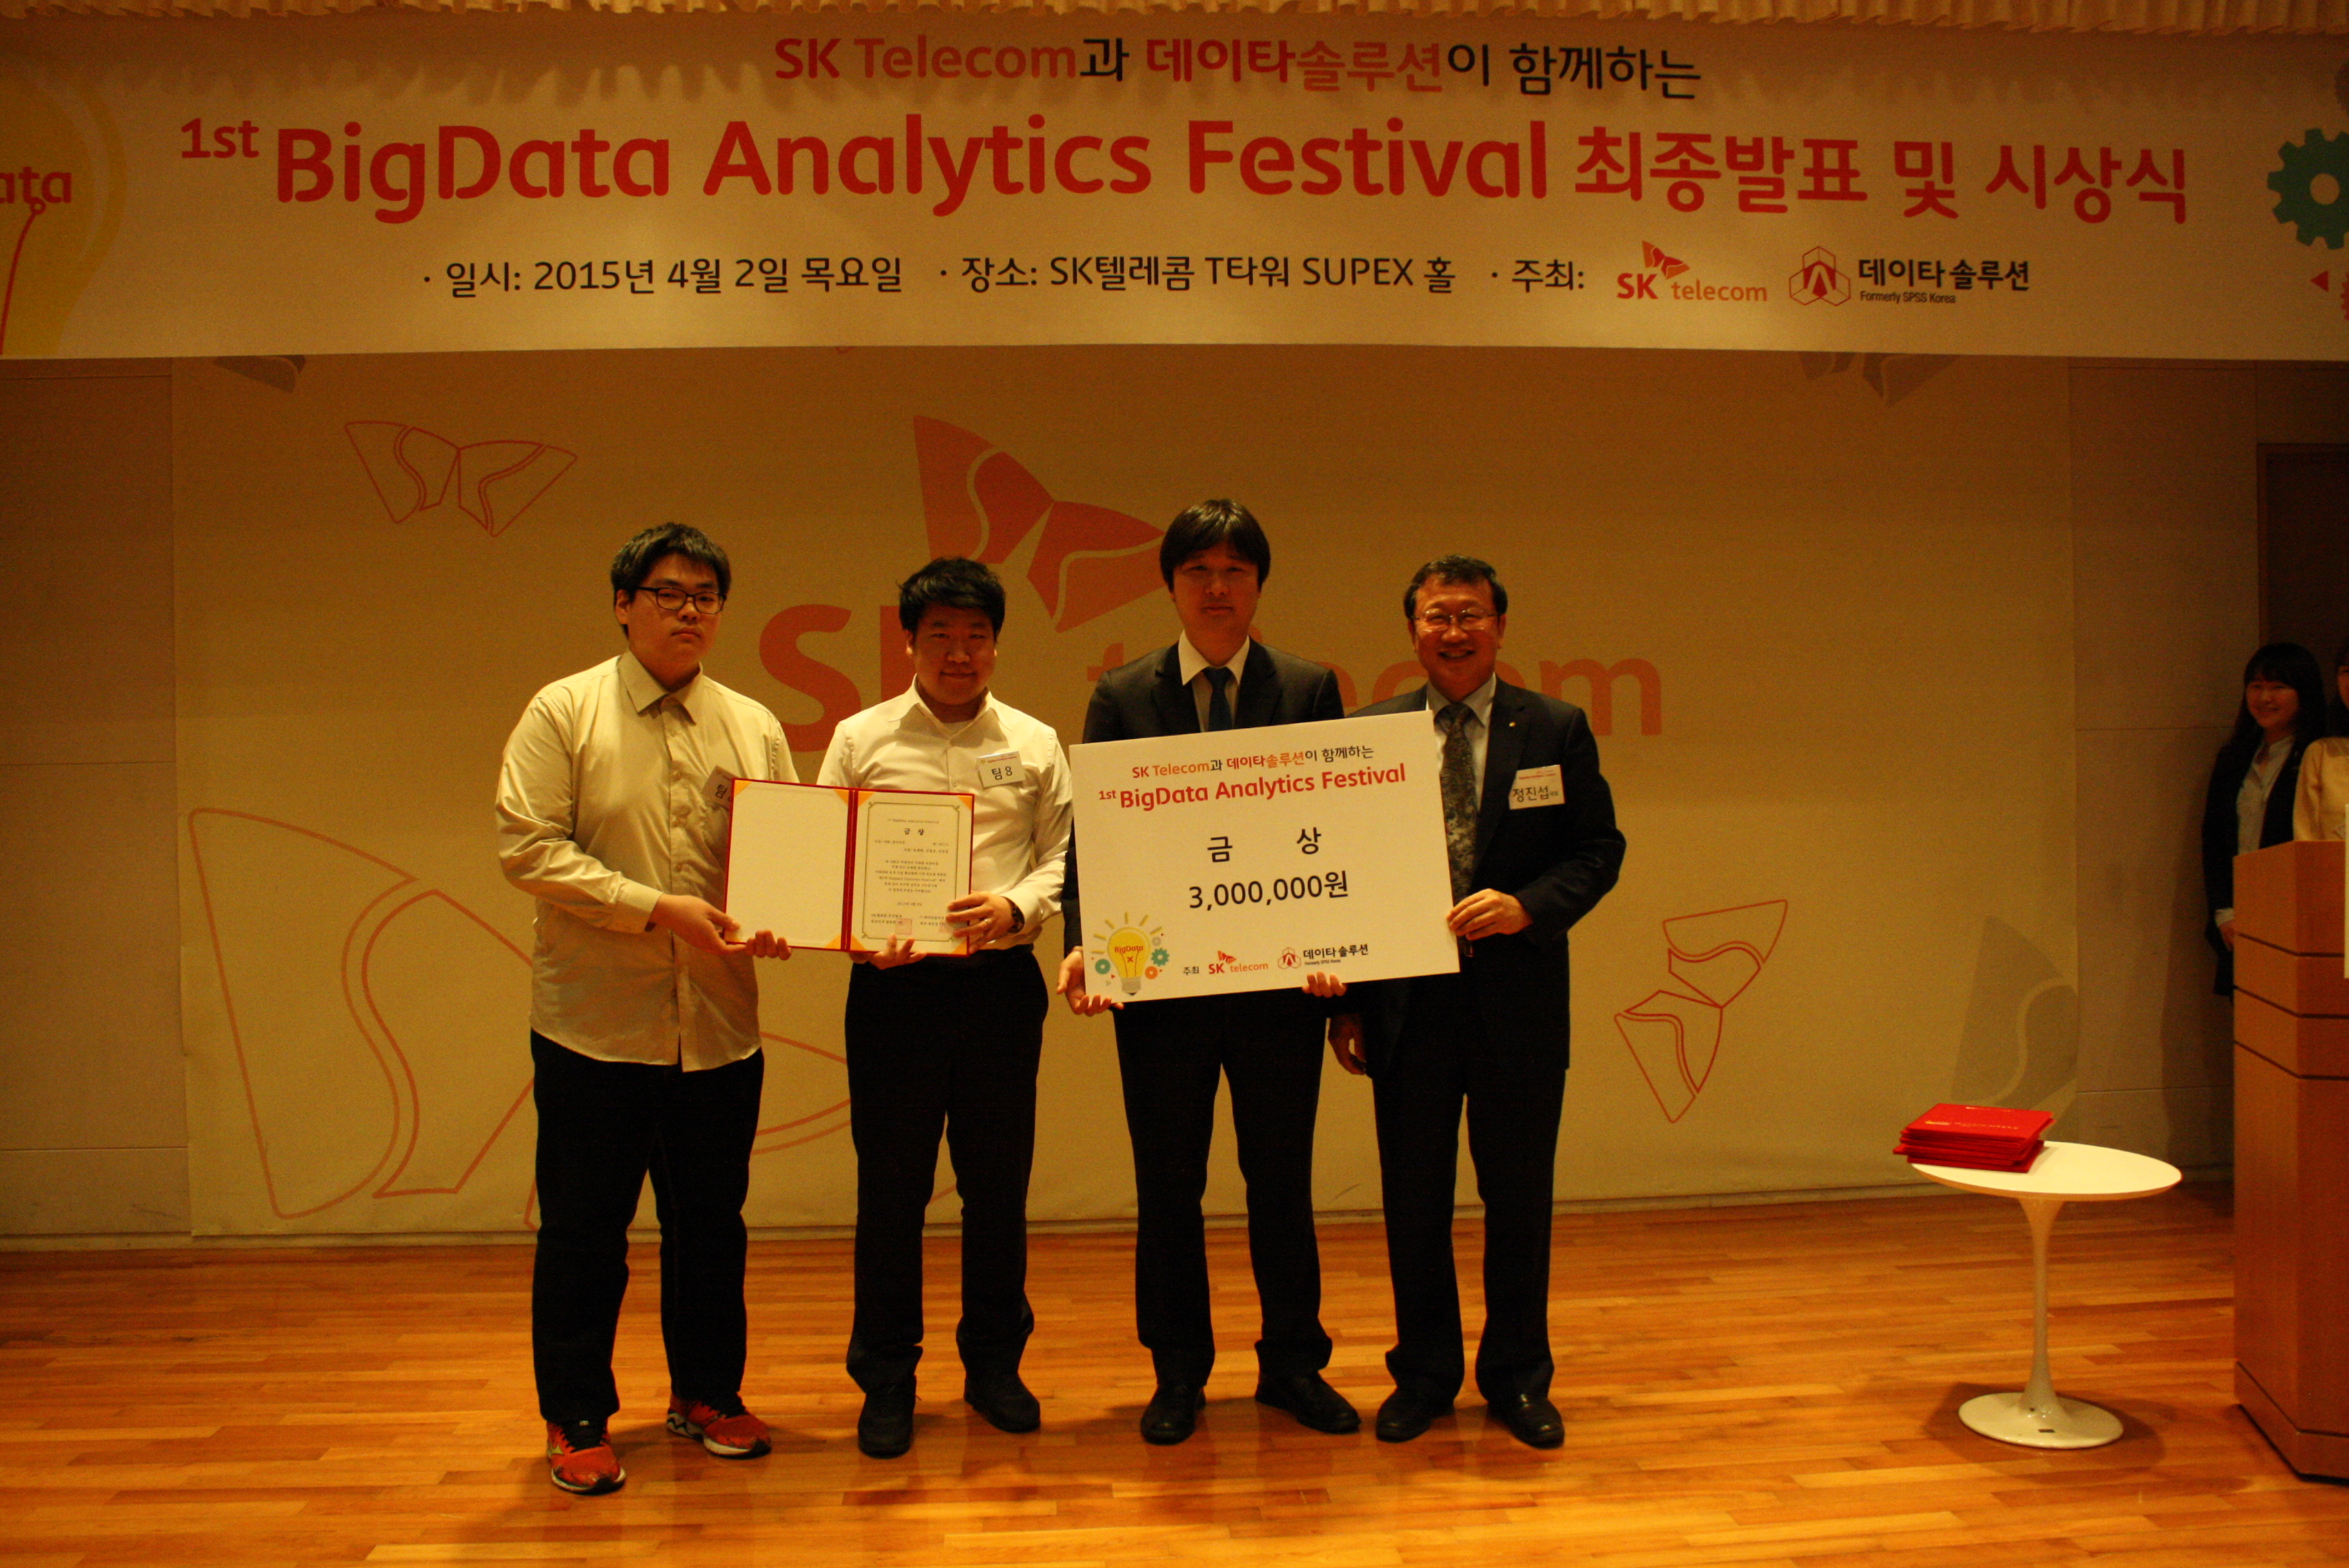 SK Telecom과 데이타솔루션이 함께하는
1st BigData Analytics Festival 최종발표 및 시상식
· 일시: 2015년 4월 2일 목요일 · 장소: SK텔레콤 T타워 SUPEX 홀 · 주최: SK telecom 데이타솔루션
Formerly SPSS Korea
SK
팀8
정진섭
금상
SK Telecom과 데이타솔루션이 함께하는
1st BigData Analytics Festival
금 상
3,000,000원
BigData
주최 SK telecom 데이타솔루션
Formerly SPSS Korea